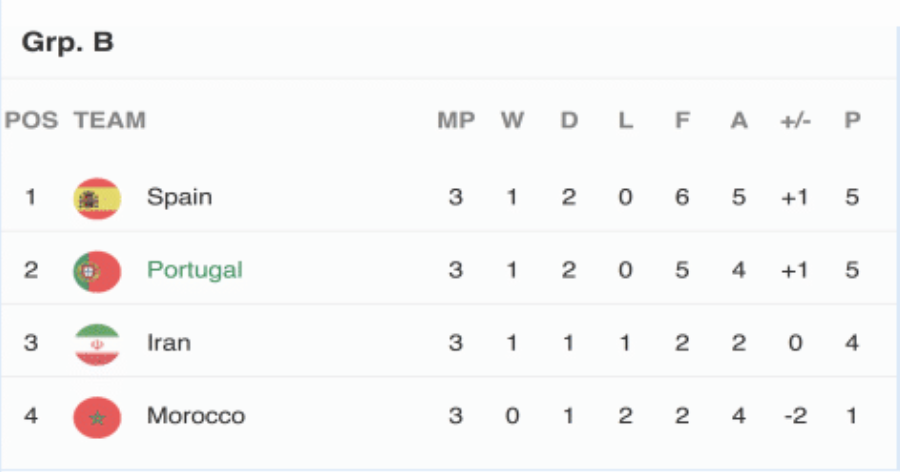 Grp. B
POS TEAM MP W D L F A +/- P
1 Spain 3 1 2 0 6 5 +1 5
2 Portugal 3 1 2 0 5 4 +1 5
3 Iran 3 1 1 1 2 2 0 4
4 Morocco 3 0 1 2 2 4 -2 1